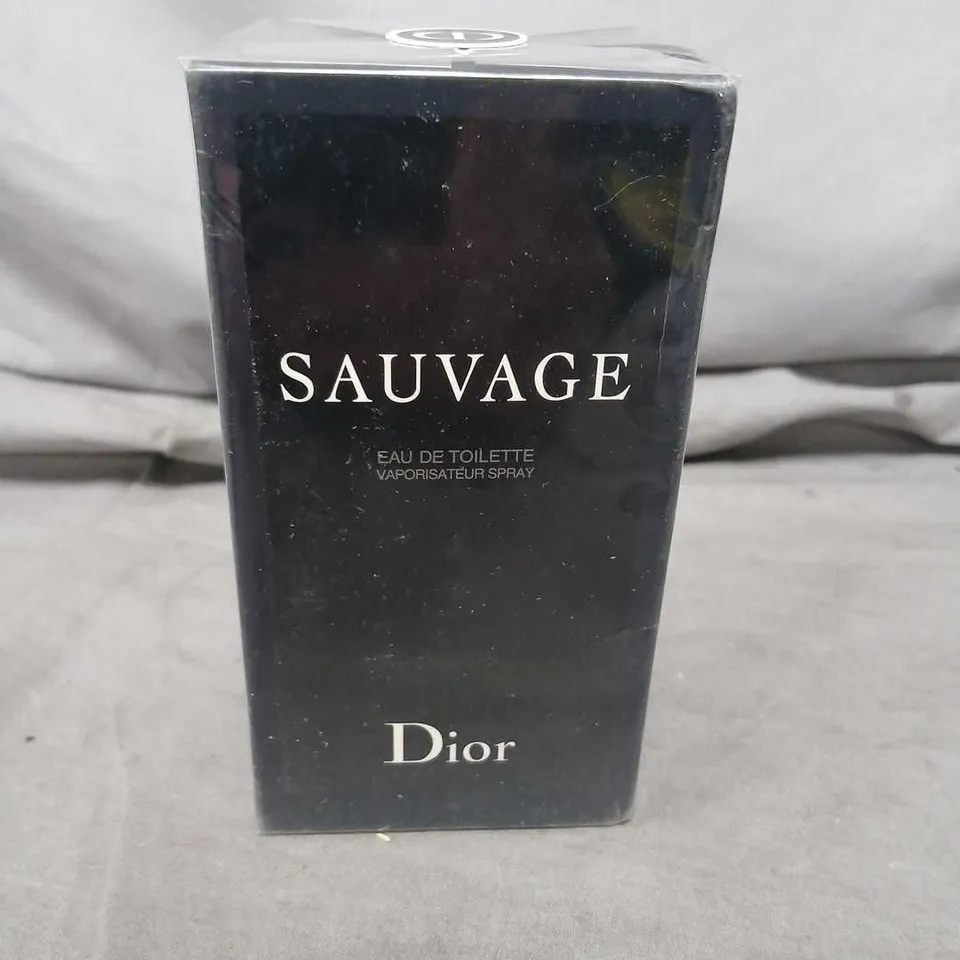 SAUVAGE
EAU DE TOILETTE
VAPORISATEUR SPRAY
Dior